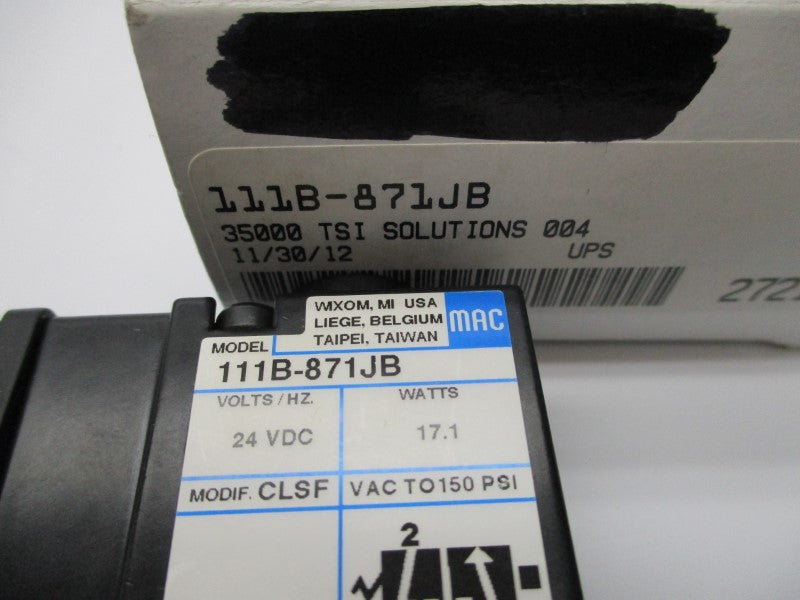 111B-871JB
35000 TSI SOLUTIONS 004
11/30/12 UPS
WIXOM, MI USA
LIEGE, BELGIUM
TAIPEI, TAIWAN
MAC
MODEL
111B-871JB
VOLTS/HZ. WATTS
24 VDC 17.1
MODIF. CLSF VAC TO 150 PSI
2